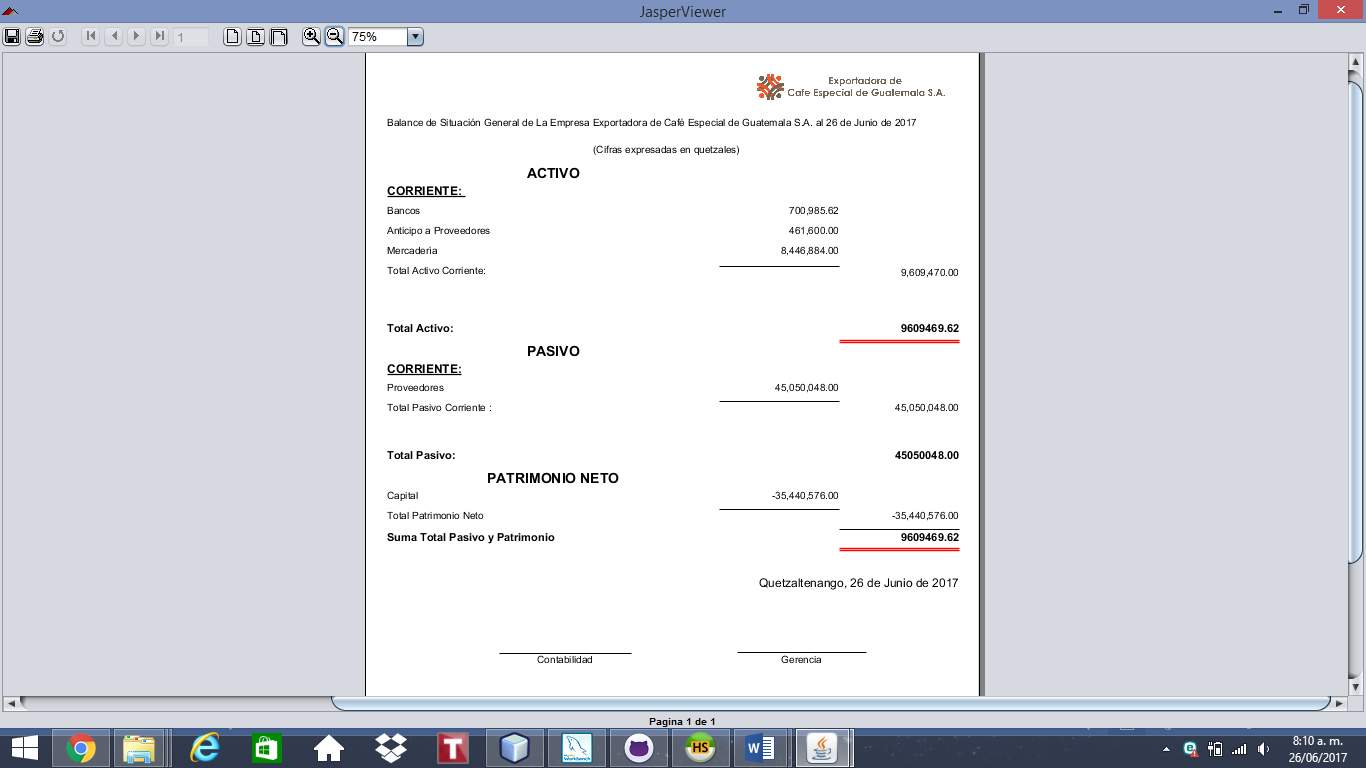 JasperViewer
1
75%
Exportadora de
Cafe Especial de Guatemala S.A.
Balance de Situación General de La Empresa Exportadora de Café Especial de Guatemala S.A. al 26 de Junio de 2017
(Cifras expresadas en quetzales)
ACTIVO
CORRIENTE:
Bancos 700,985.62
Anticipo a Proveedores 461,600.00
Mercadería 8,446,884.00
Total Activo Corriente: 9,609,470.00
Total Activo: 9609469.62
PASIVO
CORRIENTE:
Proveedores 45,050,048.00
Total Pasivo Corriente : 45,050,048.00
Total Pasivo: 45050048.00
PATRIMONIO NETO
Capital -35,440,576.00
Total Patrimonio Neto -35,440,576.00
Suma Total Pasivo y Patrimonio 9609469.62
Quetzaltenango, 26 de Junio de 2017
Contabilidad Gerencia
Pagina 1 de 1
T
Workbench
HS
W
8:10 a. m.
26/06/2017